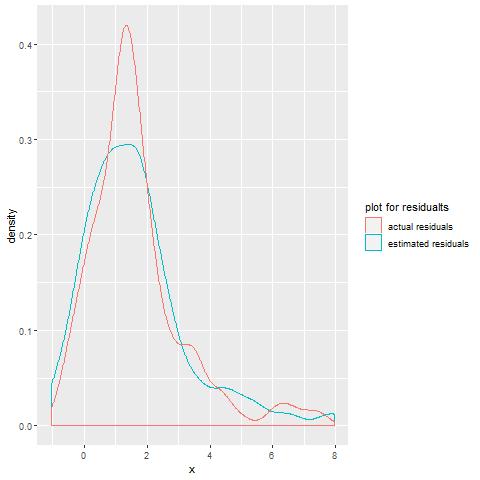 0.4
0.3
0.2
0.1
0.0
density
0 2 4 6 8
x
plot for residualts
actual residuals
estimated residuals